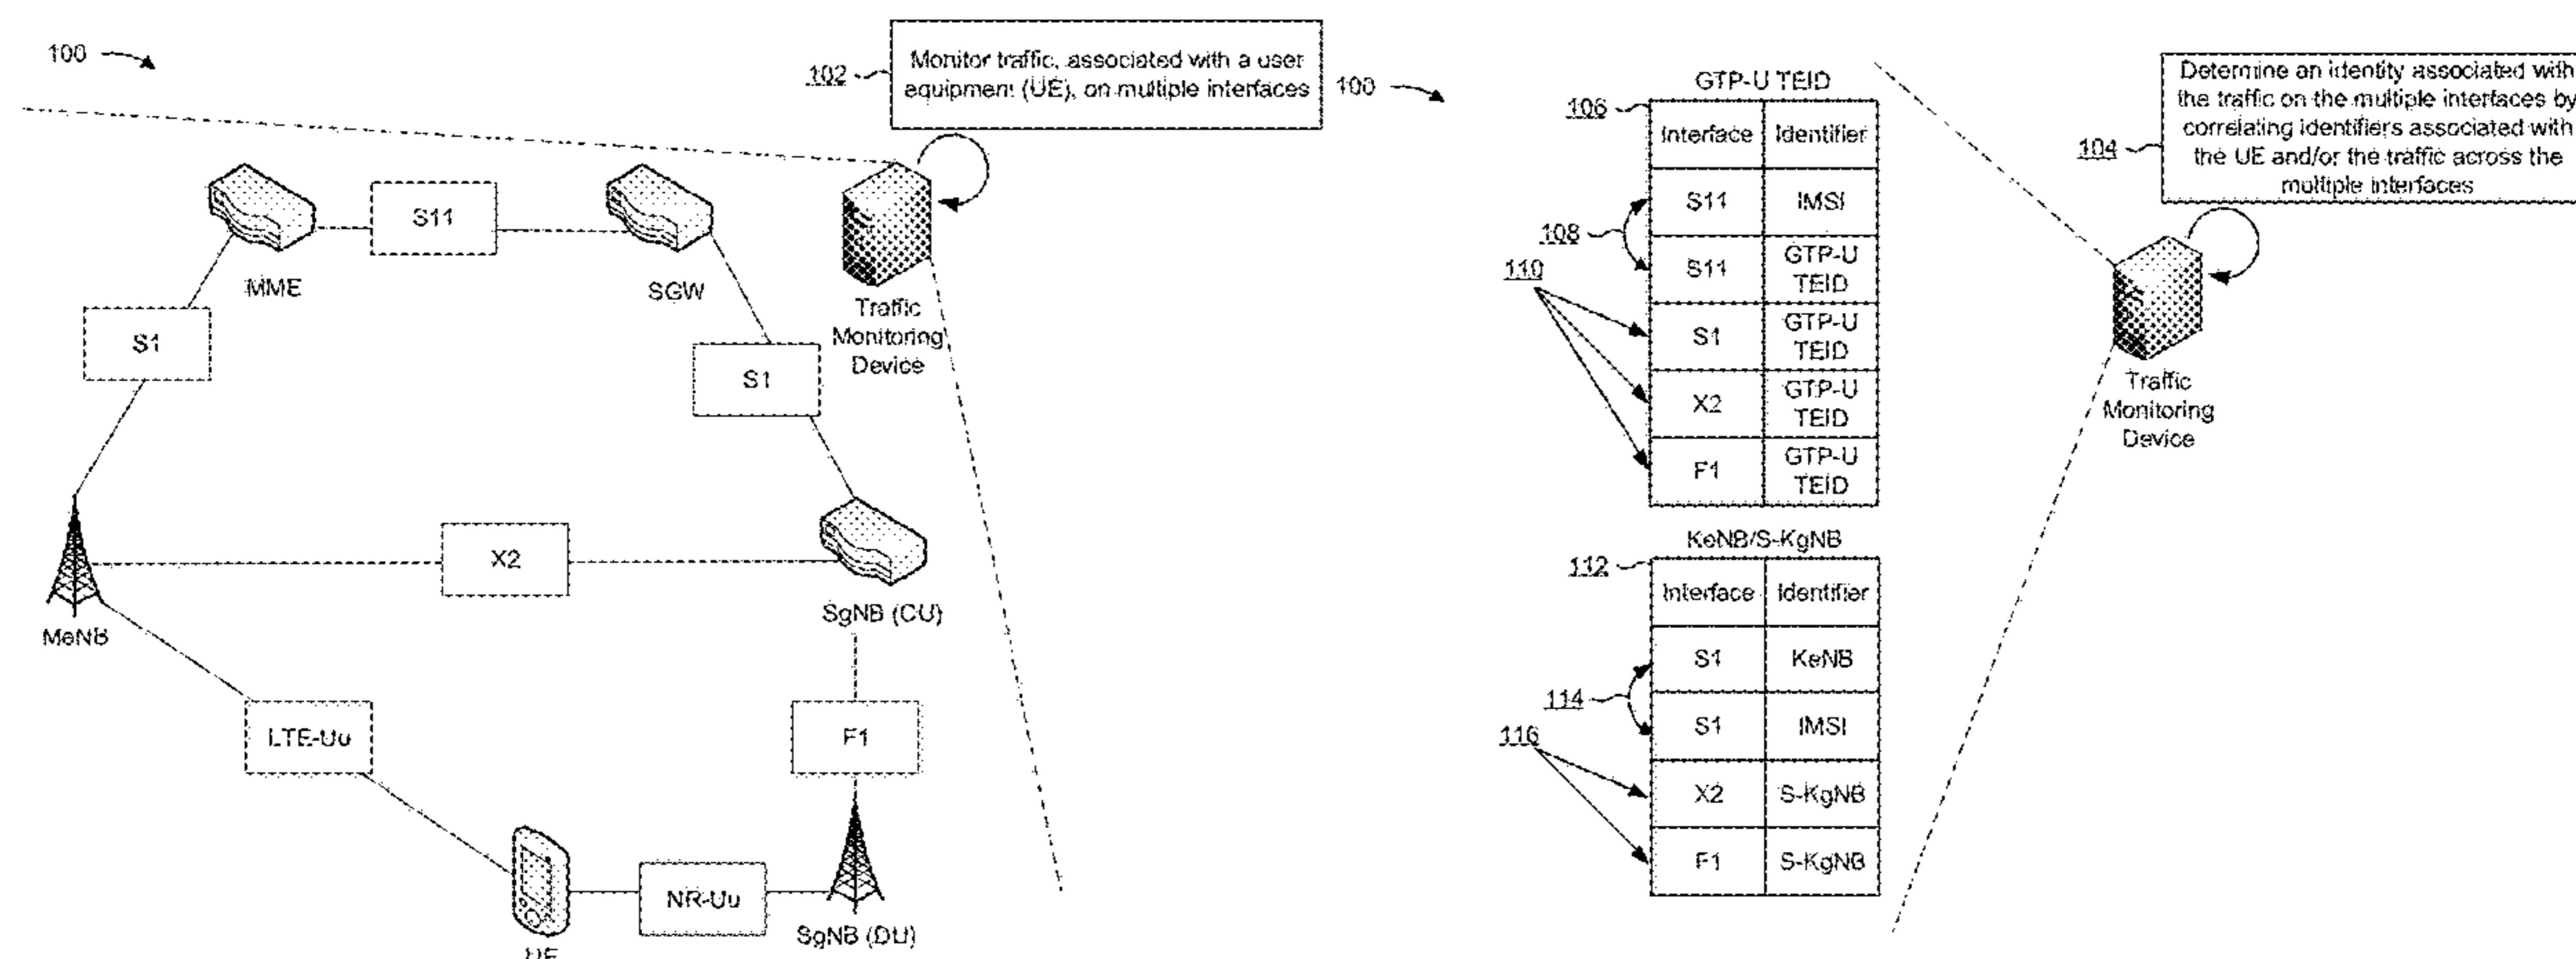 100
102
Monitor traffic, associated with a user
equipment (UE), on multiple interfaces
MME
S11
SGW
Traffic
Monitoring
Device
S1
S1
MeNB
X2
SgNB (CU)
LTE-Uu
F1
UE
NR-Uu
SgNB (DU)
100
GTP-U TEID
106
Interface Identifier
S11 IMSI
108
S11 GTP-U
TEID
110
S1 GTP-U
TEID
X2 GTP-U
TEID
F1 GTP-U
TEID
KeNB/S-KgNB
112
Interface Identifier
S1 KeNB
114
S1 IMSI
116
X2 S-KgNB
F1 S-KgNB
104
Determine an identity associated with
the traffic on the multiple interfaces by
correlating identifiers associated with
the UE and/or the traffic across the
multiple interfaces
Traffic
Monitoring
Device